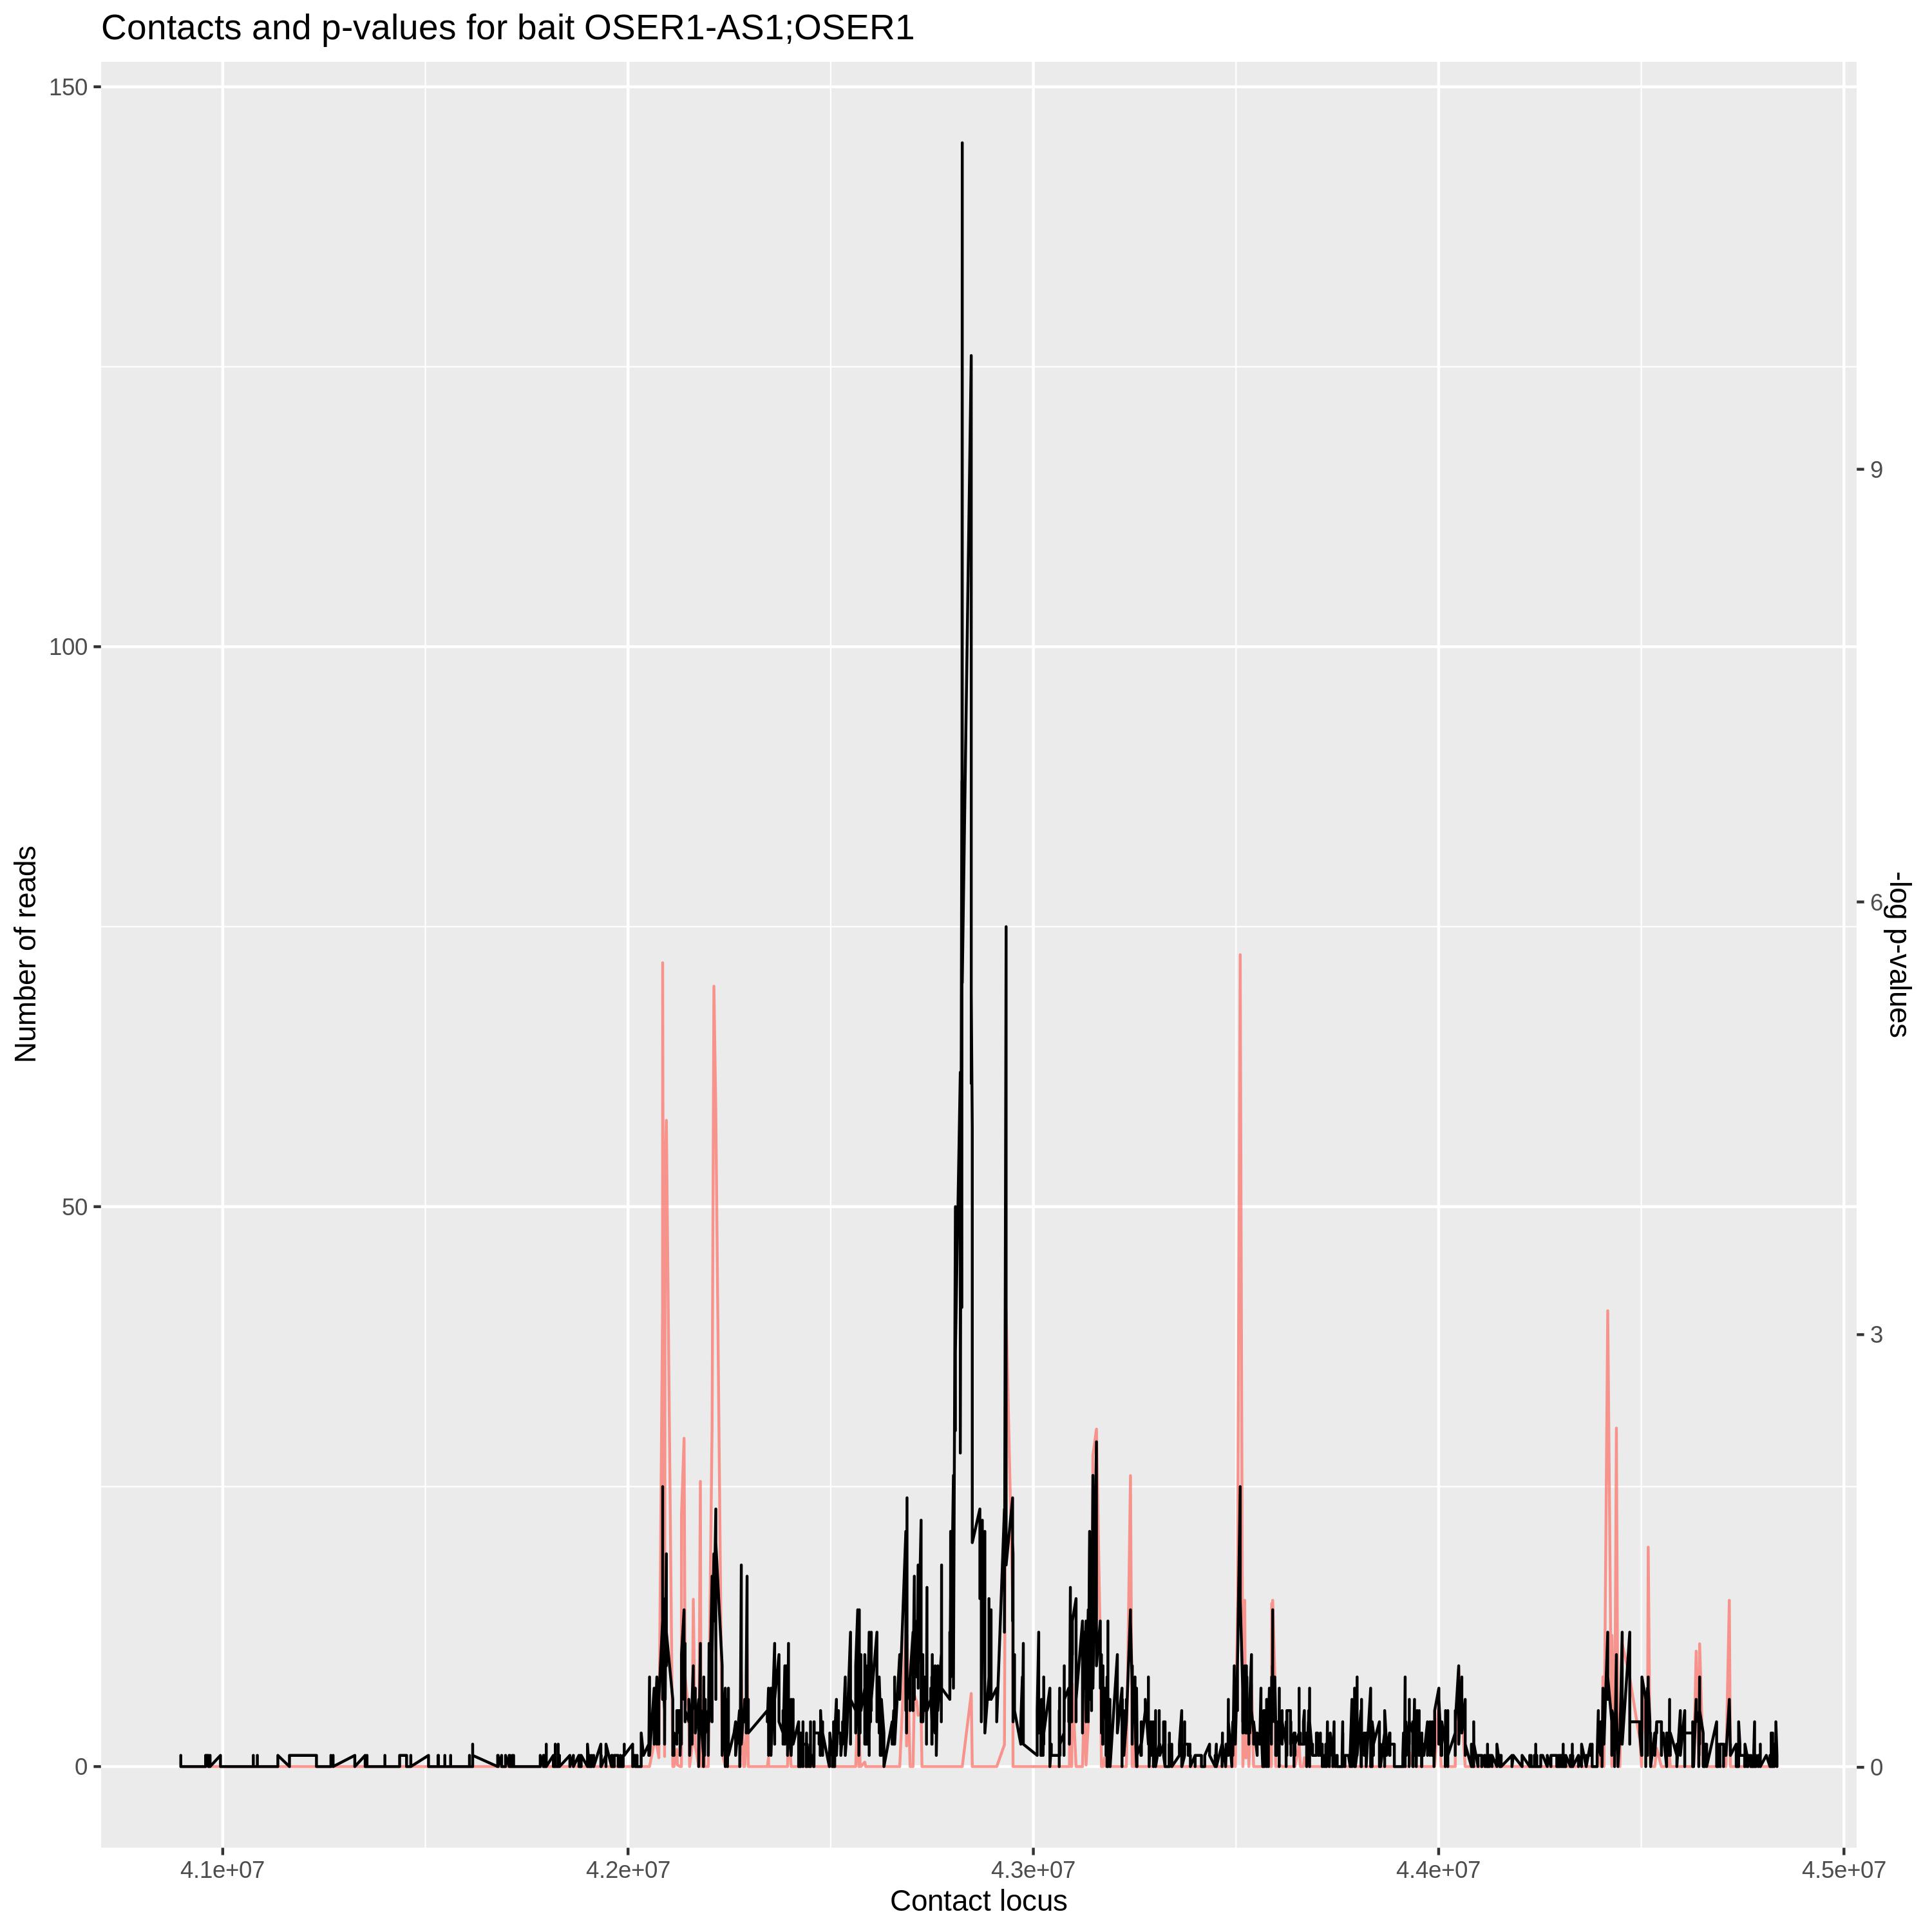 Contacts and p-values for bait OSER1-AS1;OSER1
150
100
50
0
Number of reads
9
6
3
0
-log p-values
4.1e+07
4.2e+07
4.3e+07
4.4e+07
4.5e+07
Contact locus